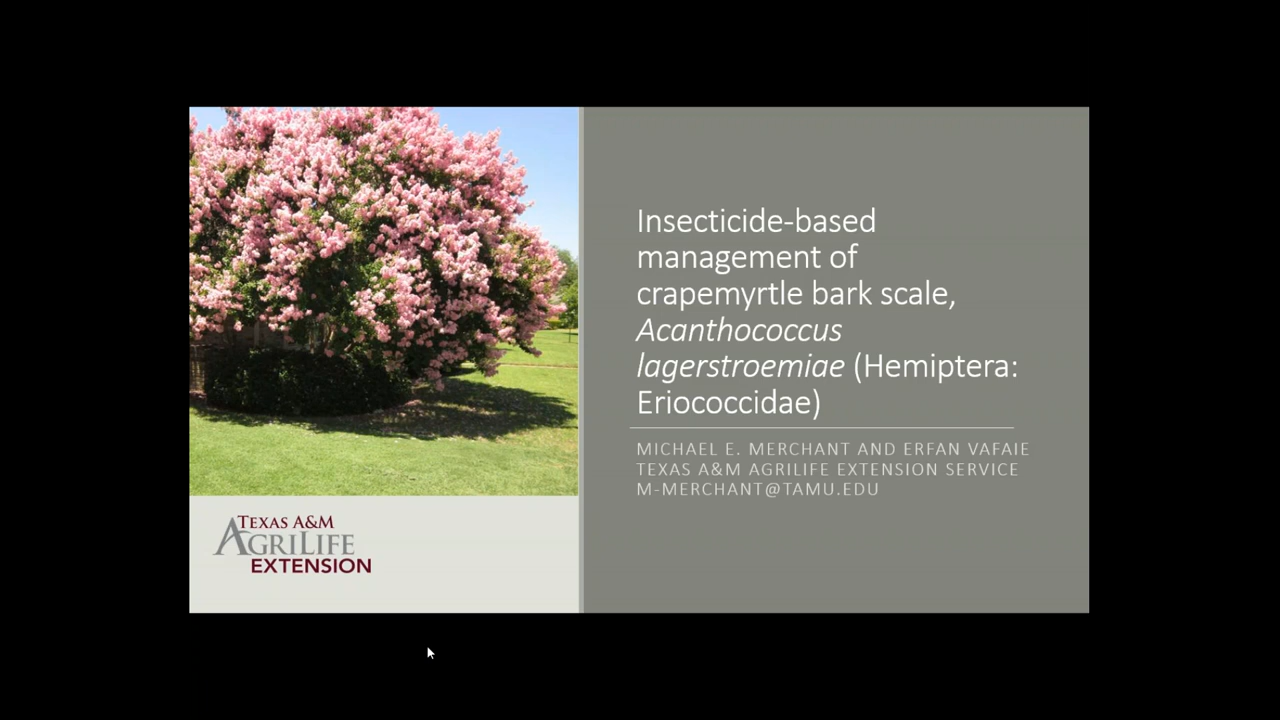 Insecticide-based
management of
crapemyrtle bark scale,
Acanthococcus
lagerstroemiae (Hemiptera:
Eriococcidae)
MICHAEL E. MERCHANT AND ERFAN VAFAIE
TEXAS A&M AGRILIFE EXTENSION SERVICE
M-MERCHANT@TAMU.EDU
TEXAS A&M
AGRILIFE
EXTENSION